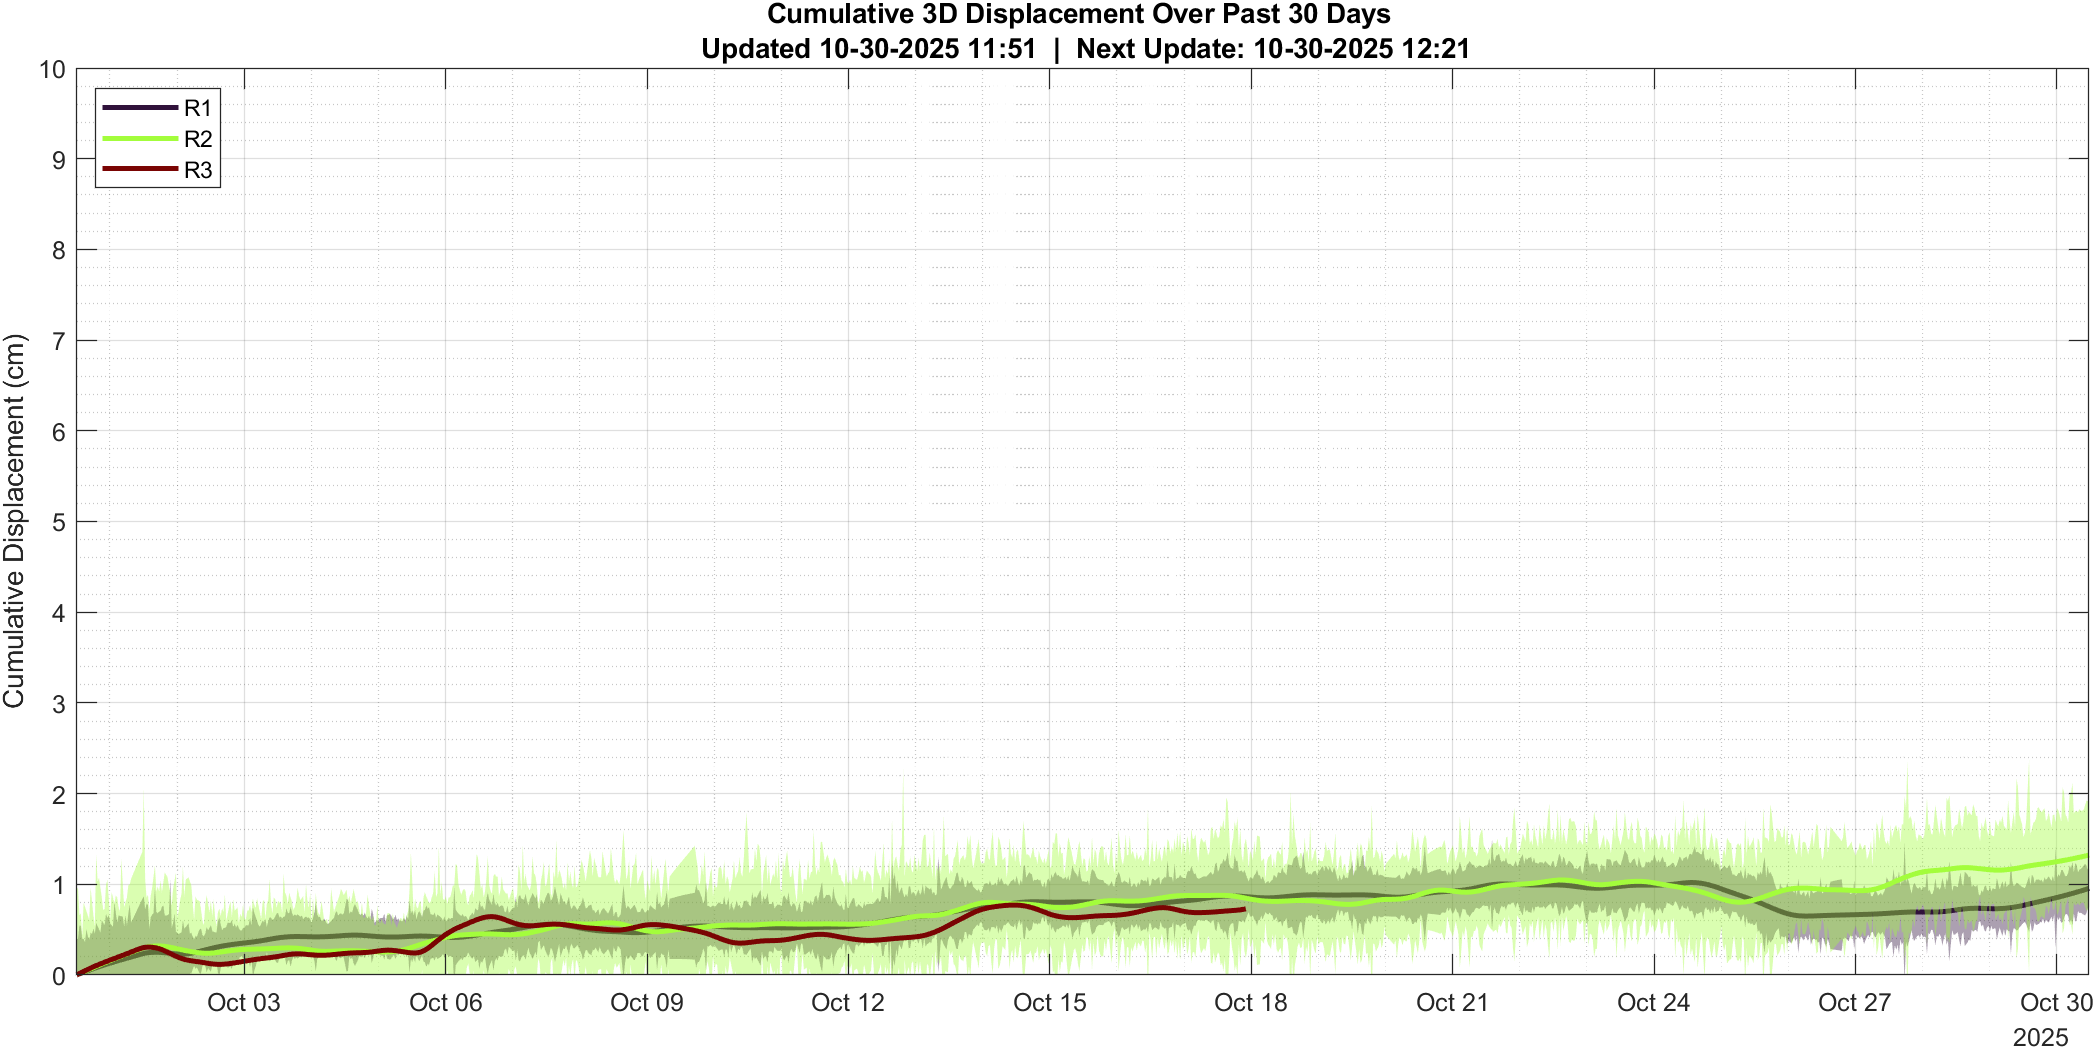 Cumulative 3D Displacement Over Past 30 Days
Updated 10-30-2025 11:51 | Next Update: 10-30-2025 12:21
R1
R2
R3
Cumulative Displacement (cm)
10
9
8
7
6
5
4
3
2
1
0
Oct 03 Oct 06 Oct 09 Oct 12 Oct 15 Oct 18 Oct 21 Oct 24 Oct 27 Oct 30
2025